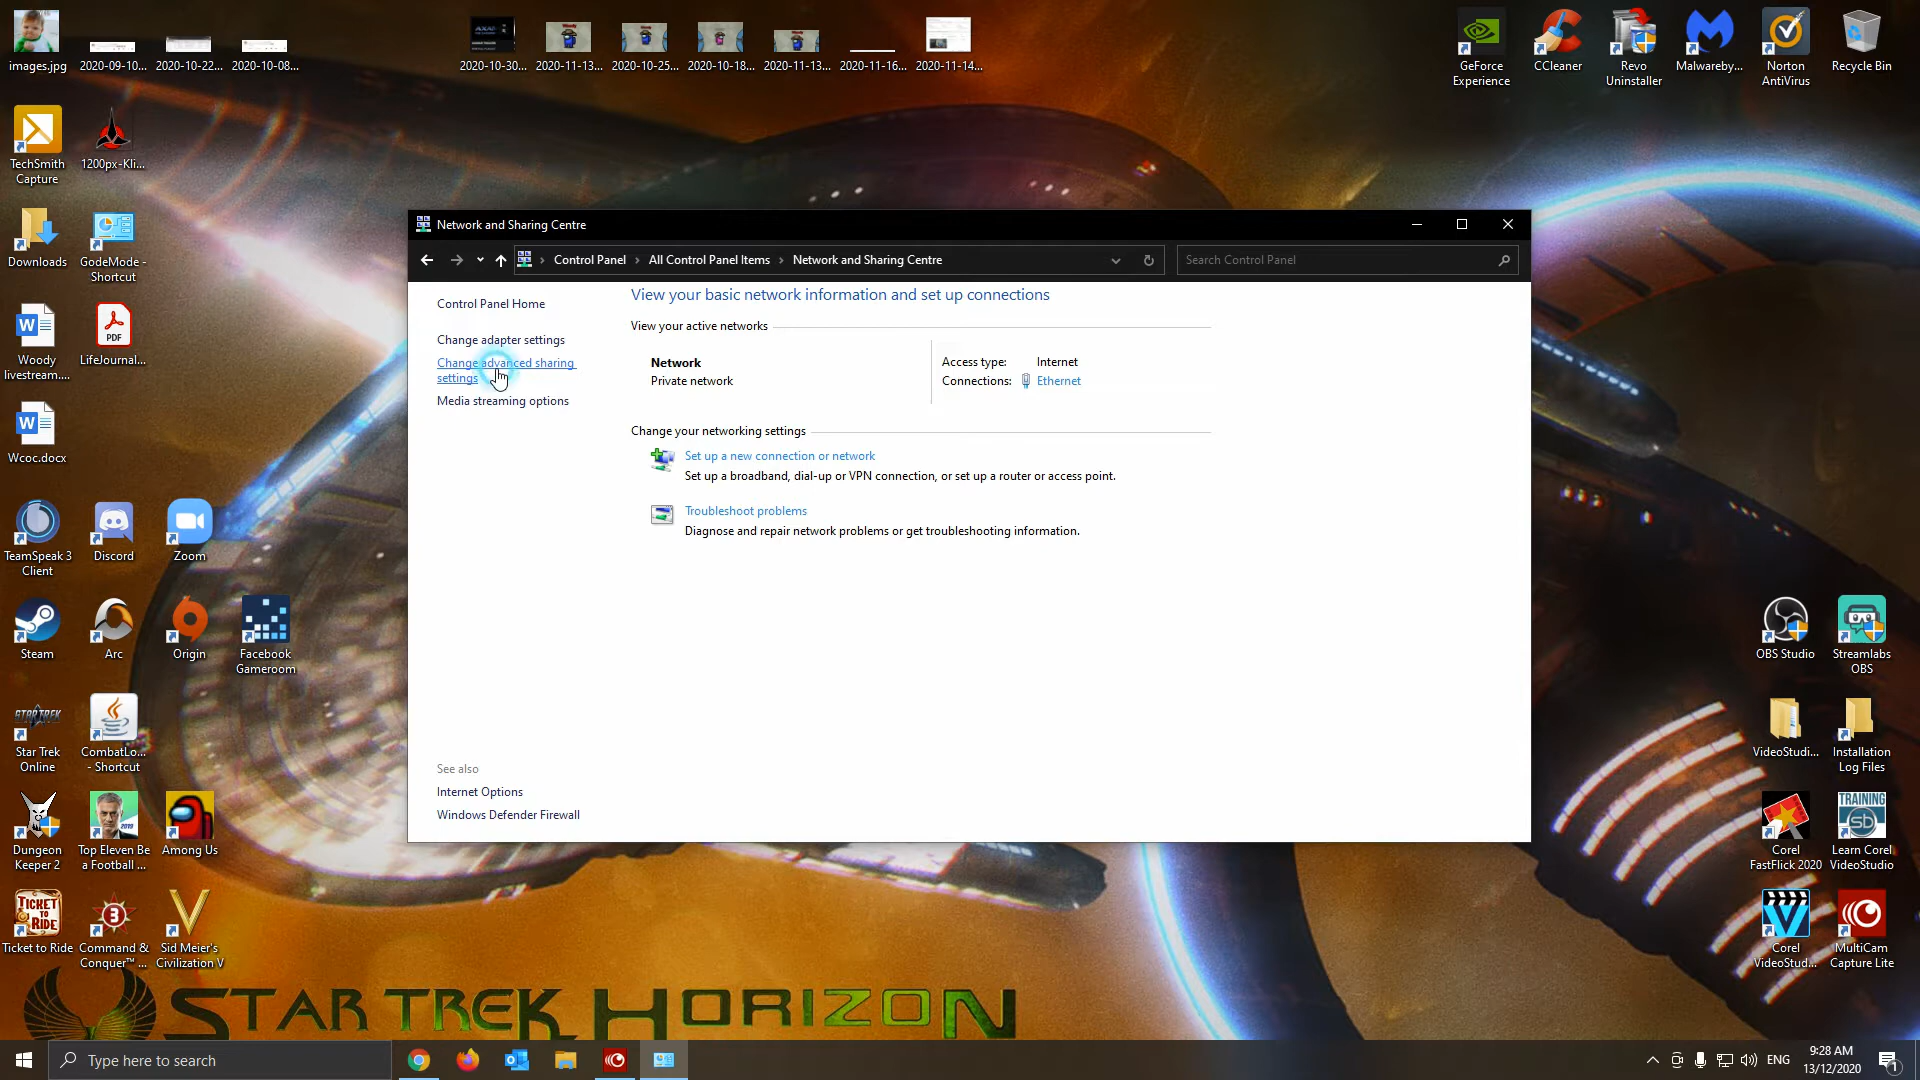 images.jpg
2020-09-10...
2020-10-22...
2020-10-08...
2020-10-30...
2020-11-13...
2020-10-25...
2020-10-18...
2020-11-13...
2020-11-16...
2020-11-14...
GeForce
Experience
CCleaner
Revo
Uninstaller
Malwareby...
Norton
AntiVirus
Recycle Bin
TechSmith
Capture
1200px-Kli...
Downloads
GodeMode -
Shortcut
Woody
livestream....
PDF
LifeJournal...
Wcoc.docx
TeamSpeak 3
Client
Discord
Zoom
Steam
Arc
Origin
Facebook
Gameroom
STAR TREK
Star Trek
Online
CombatLo...
- Shortcut
Dungeon
Keeper 2
2019
Top Eleven Be
a Football ...
Among Us
TICKET
TO
RIDE
Ticket to Ride
3
Command &
Conquer™ ...
Sid Meier's
Civilization V
Network and Sharing Centre
Control Panel
All Control Panel Items
Network and Sharing Centre
Search Control Panel
Control Panel Home
Change adapter settings
Change advanced sharing
settings
Media streaming options
See also
Internet Options
Windows Defender Firewall
View your basic network information and set up connections
View your active networks
Network
Private network
Access type:
Internet
Connections:
Ethernet
Change your networking settings
Set up a new connection or network
Set up a broadband, dial-up or VPN connection, or set up a router or access point.
Troubleshoot problems
Diagnose and repair network problems or get troubleshooting information.
OBS Studio
Streamlabs
OBS
VideoStudi...
Installation
Log Files
Corel
FastFlick 2020
TRAINING
sb
Learn Corel
VideoStudio
Corel
VideoStud...
MultiCam
Capture Lite
STAR TREK HORIZON
Type here to search
ENG
9:28 AM
13/12/2020
1